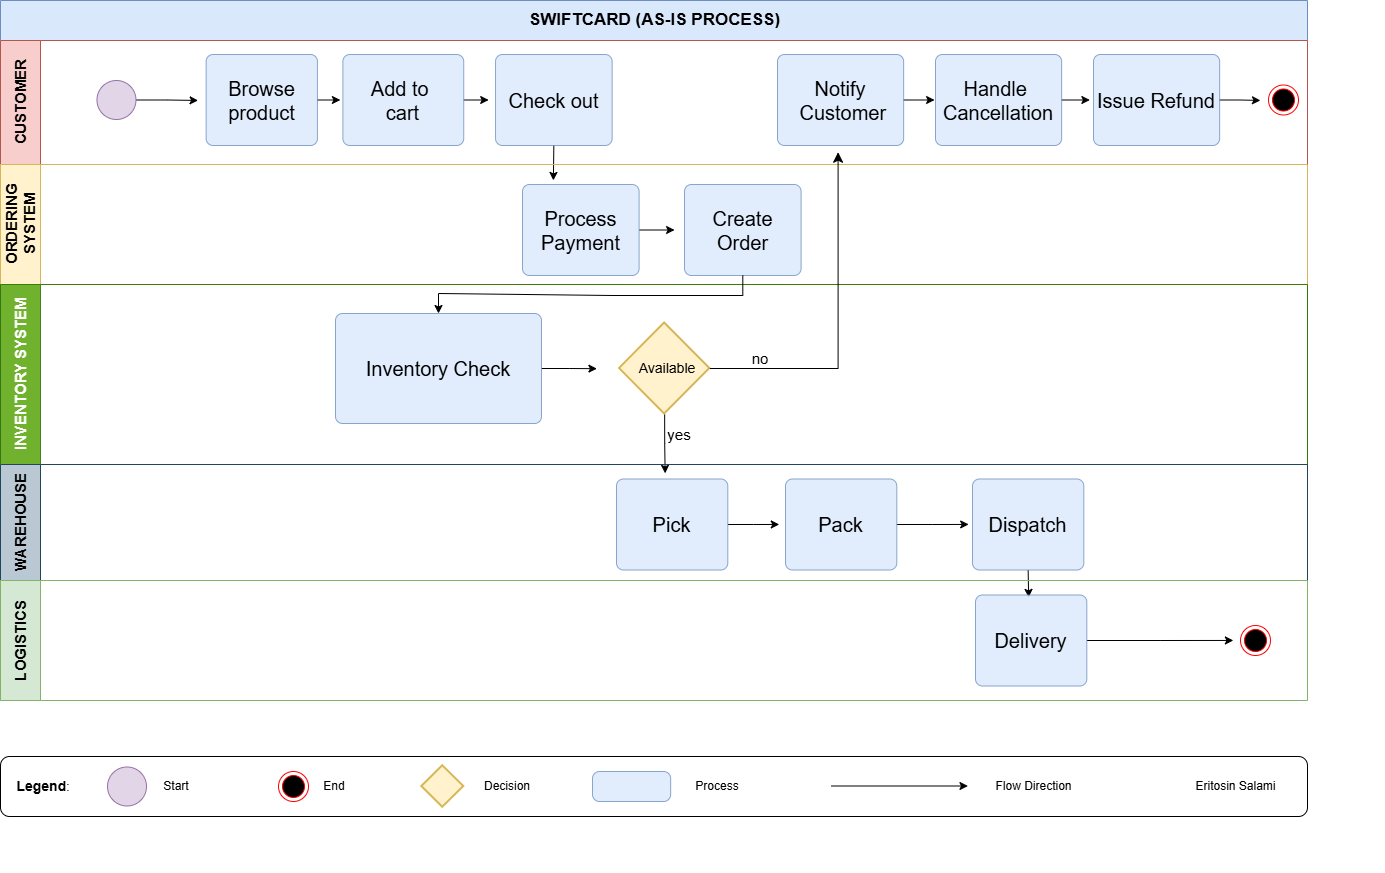 SWIFTCARD (AS-IS PROCESS)
CUSTOMER
Browse
product
Add to
cart
Check out
Notify
Customer
Handle
Cancellation
Issue Refund
ORDERING
SYSTEM
Process
Payment
Create
Order
INVENTORY SYSTEM
Inventory Check
Available
no
yes
WAREHOUSE
Pick
Pack
Dispatch
LOGISTICS
Delivery
Legend:
Start
End
Decision
Process
Flow Direction
Eritosin Salami